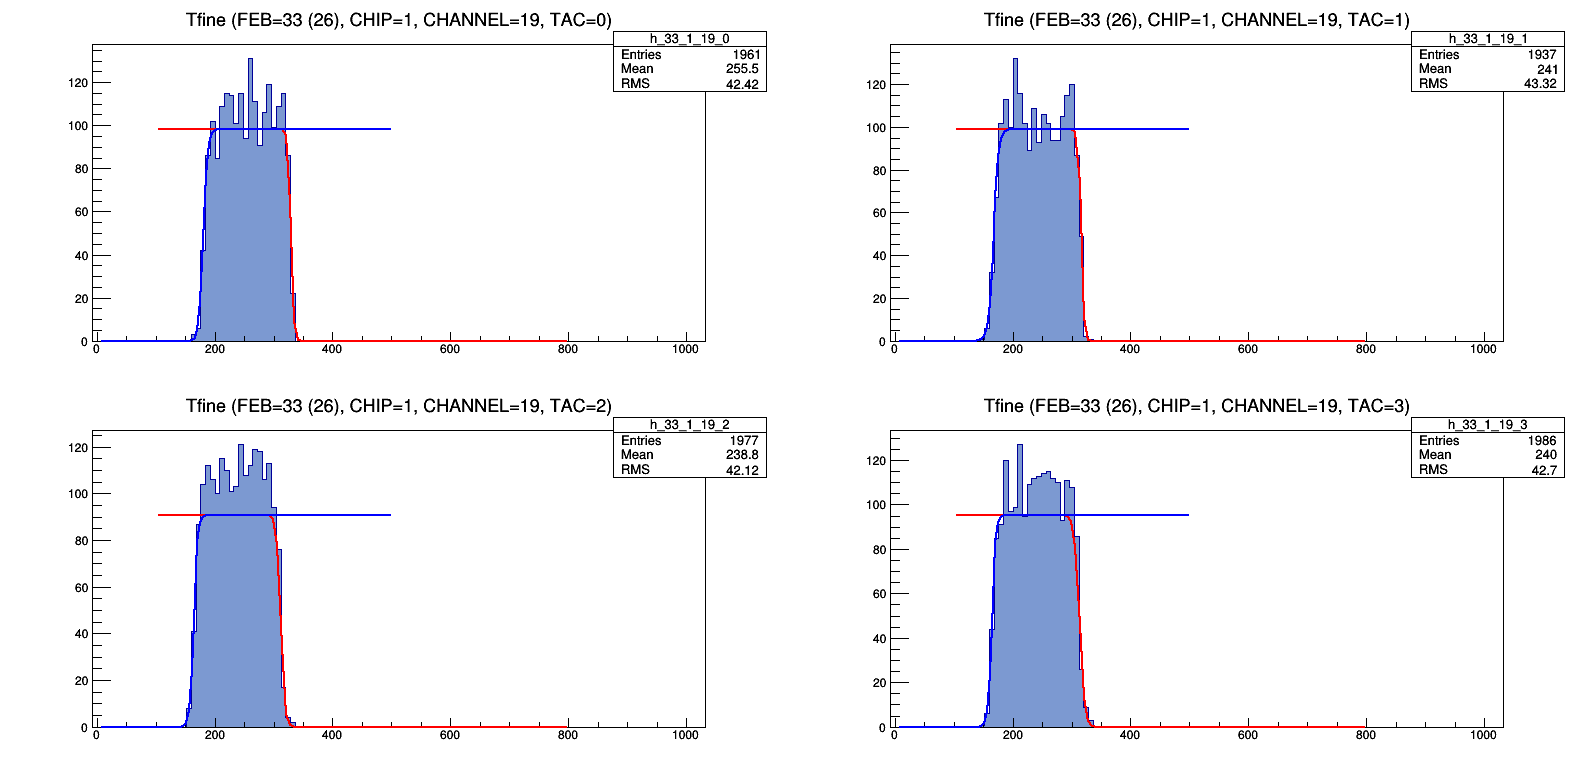 Tfine (FEB=33 (26), CHIP=1, CHANNEL=19, TAC=0)
h_33_1_19_0
Entries 1961
Mean 255.5
RMS 42.42
120
100
80
60
40
20
0
0 200 400 600 800 1000
Tfine (FEB=33 (26), CHIP=1, CHANNEL=19, TAC=1)
h_33_1_19_1
Entries 1937
Mean 241
RMS 43.32
120
100
80
60
40
20
0
0 200 400 600 800 1000
Tfine (FEB=33 (26), CHIP=1, CHANNEL=19, TAC=2)
h_33_1_19_2
Entries 1977
Mean 238.8
RMS 42.12
120
100
80
60
40
20
0
0 200 400 600 800 1000
Tfine (FEB=33 (26), CHIP=1, CHANNEL=19, TAC=3)
h_33_1_19_3
Entries 1986
Mean 240
RMS 42.7
120
100
80
60
40
20
0
0 200 400 600 800 1000